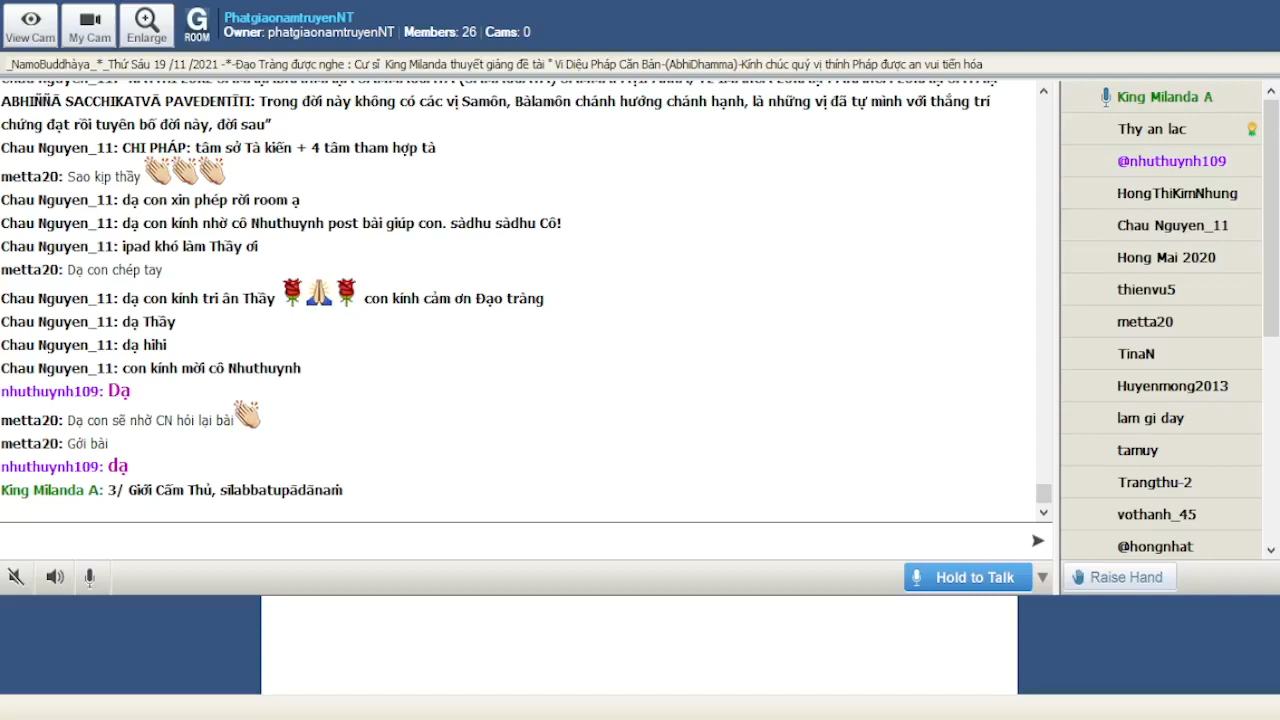 View Cam
My Cam
Enlarge
G ROOM
PhatgiaonamtruyenNT
Owner: phatgiaonamtruyenNT | Members: 26 | Cams: 0
_NamoBuddhàya_*_Thứ Sáu 19 /11 /2021 -*-Đạo Tràng được nghe : Cư sĩ King Milanda thuyết giảng đề tài " Vi Diệu Pháp Căn Bản-(AbhiDhamma)-Kính chúc quý vị thính Pháp được an vui tiến hóa
ABHIÑÑĀ SACCHIKATVĀ PAVEDENTĪTI: Trong đời này không có các vị Samôn, Bàlamôn chánh hướng chánh hạnh, là những vị đã tự mình với thắng trí
chứng đạt rồi tuyên bố đời này, đời sau”
Chau Nguyen_11: CHI PHÁP: tâm sở Tà kiến + 4 tâm tham hợp tà
metta20: Sao kịp thầy
Chau Nguyen_11: dạ con xin phép rời room ạ
Chau Nguyen_11: dạ con kính nhờ cô Nhuthuynh post bài giúp con. sàdhu sàdhu Cô!
Chau Nguyen_11: ipad khó làm Thầy ơi
metta20: Dạ con chép tay
Chau Nguyen_11: dạ con kính tri ân Thầy con kính cảm ơn Đạo tràng
Chau Nguyen_11: dạ Thầy
Chau Nguyen_11: dạ hihi
Chau Nguyen_11: con kính mời cô Nhuthuynh
nhuthuynh109: Dạ
metta20: Dạ con sẽ nhờ CN hỏi lại bài
metta20: Gởi bài
nhuthuynh109: dạ
King Milanda A: 3/ Giới Cấm Thủ, sīlabbatupādānaṁ
Hold to Talk
King Milanda A
Thy an lac
@nhuthuynh109
HongThiKimNhung
Chau Nguyen_11
Hong Mai 2020
thienvu5
metta20
TinaN
Huyenmong2013
lam gi day
tamuy
Trangthu-2
vothanh_45
@hongnhat
Raise Hand